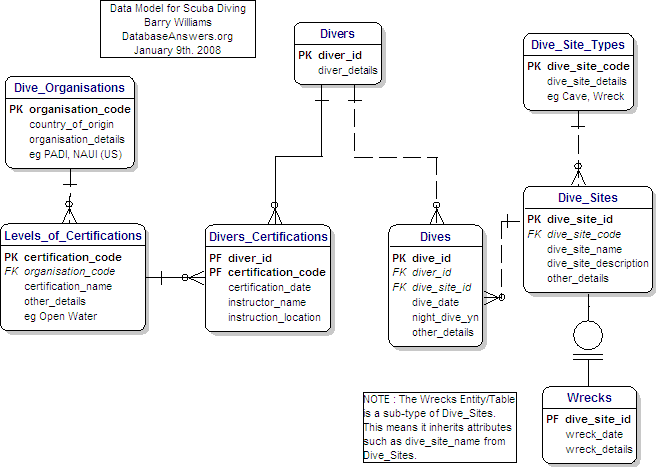 Data Model for Scuba Diving
Barry Williams
DatabaseAnswers.org
January 9th. 2008
Divers
PK diver_id
diver_details
Dive_Site_Types
PK dive_site_code
dive_site_details
eg Cave, Wreck
Dive_Organisations
PK organisation_code
country_of_origin
organisation_details
eg PADI, NAUI (US)
Levels_of_Certifications
PK certification_code
FK organisation_code
certification_name
other_details
eg Open Water
Divers_Certifications
PF diver_id
PF certification_code
certification_date
instructor_name
instruction_location
Dives
PK dive_id
FK diver_id
FK dive_site_id
dive_date
night_dive_yn
other_details
Dive_Sites
PK dive_site_id
FK dive_site_code
dive_site_name
dive_site_description
other_details
NOTE : The Wrecks Entity/Table
is a sub-type of Dive_Sites.
This means it inherits attributes
such as dive_site_name from
Dive_Sites.
Wrecks
PF dive_site_id
wreck_date
wreck_details